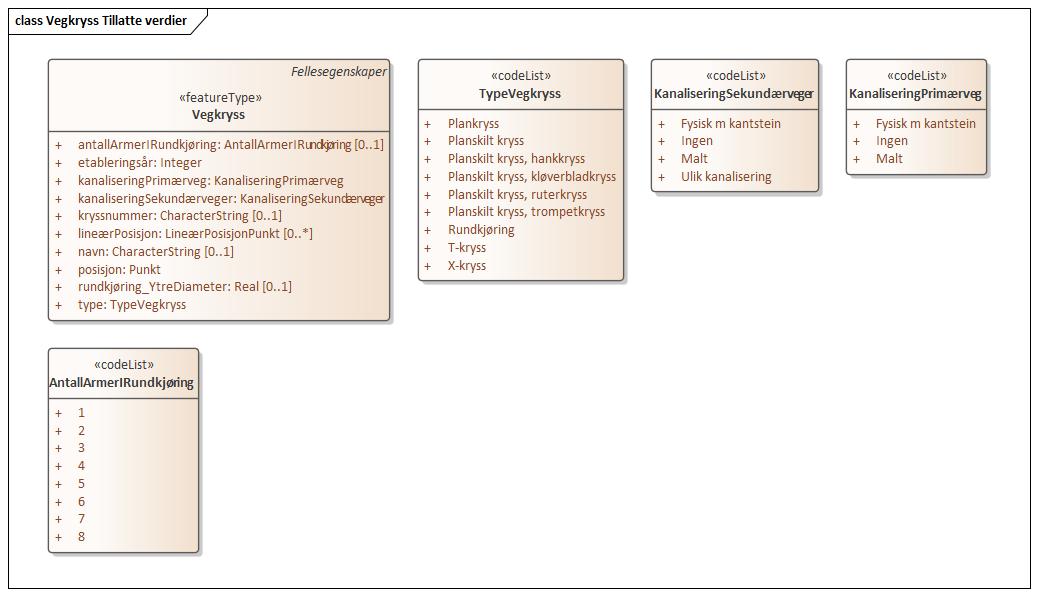 class Vegkryss Tillatte verdier
Fellesegenskaper
«featureType»
Vegkryss
+ antallArmerIRundkjøring: AntallArmerIRundkjøring [0..1]
+ etableringsår: Integer
+ kanaliseringPrimærveg: KanaliseringPrimærveg
+ kanaliseringSekundærveger: KanaliseringSekundærveger
+ kryssnummer: CharacterString [0..1]
+ lineærPosisjon: LineærPosisjonPunkt [0..*]
+ navn: CharacterString [0..1]
+ posisjon: Punkt
+ rundkjøring_YtreDiameter: Real [0..1]
+ type: TypeVegkryss
«codeList»
TypeVegkryss
+ Plankryss
+ Planskilt kryss
+ Planskilt kryss, hankkryss
+ Planskilt kryss, kløverbladkryss
+ Planskilt kryss, ruterkryss
+ Planskilt kryss, trompetkryss
+ Rundkjøring
+ T-kryss
+ X-kryss
«codeList»
KanaliseringSekundærveger
+ Fysisk m kantstein
+ Ingen
+ Malt
+ Ulik kanalisering
«codeList»
KanaliseringPrimærveg
+ Fysisk m kantstein
+ Ingen
+ Malt
«codeList»
AntallArmerIRundkjøring
+ 1
+ 2
+ 3
+ 4
+ 5
+ 6
+ 7
+ 8